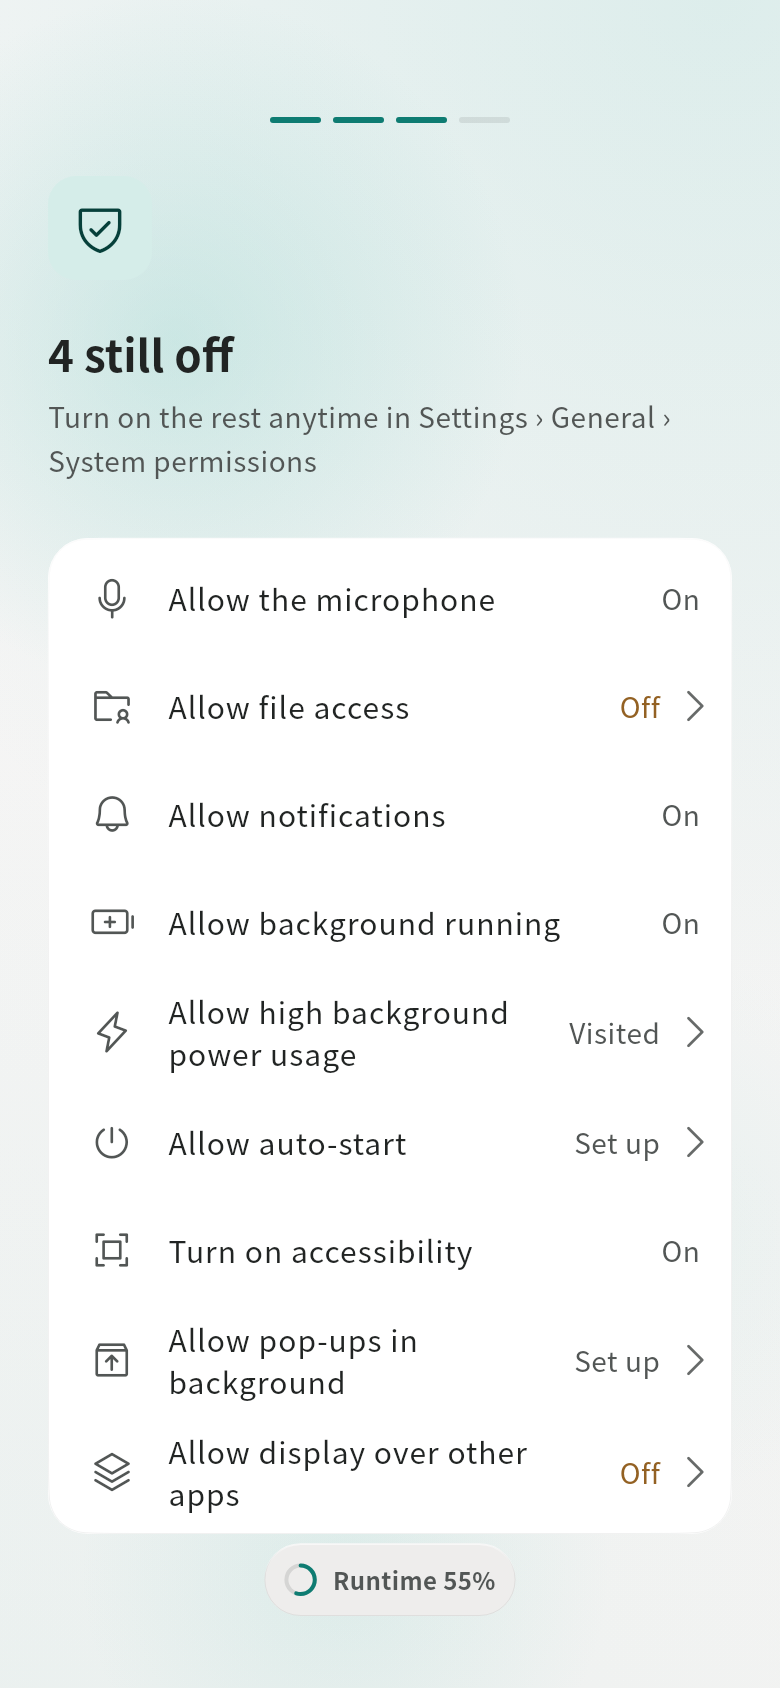 4 still off
Turn on the rest anytime in Settings › General ›
System permissions
Allow the microphone
On
Allow file access
Off
Allow notifications
On
Allow background running
On
Allow high background
power usage
Visited
Allow auto-start
Set up
Turn on accessibility
On
Allow pop-ups in
background
Set up
Allow display over other
apps
Off
Runtime 55%